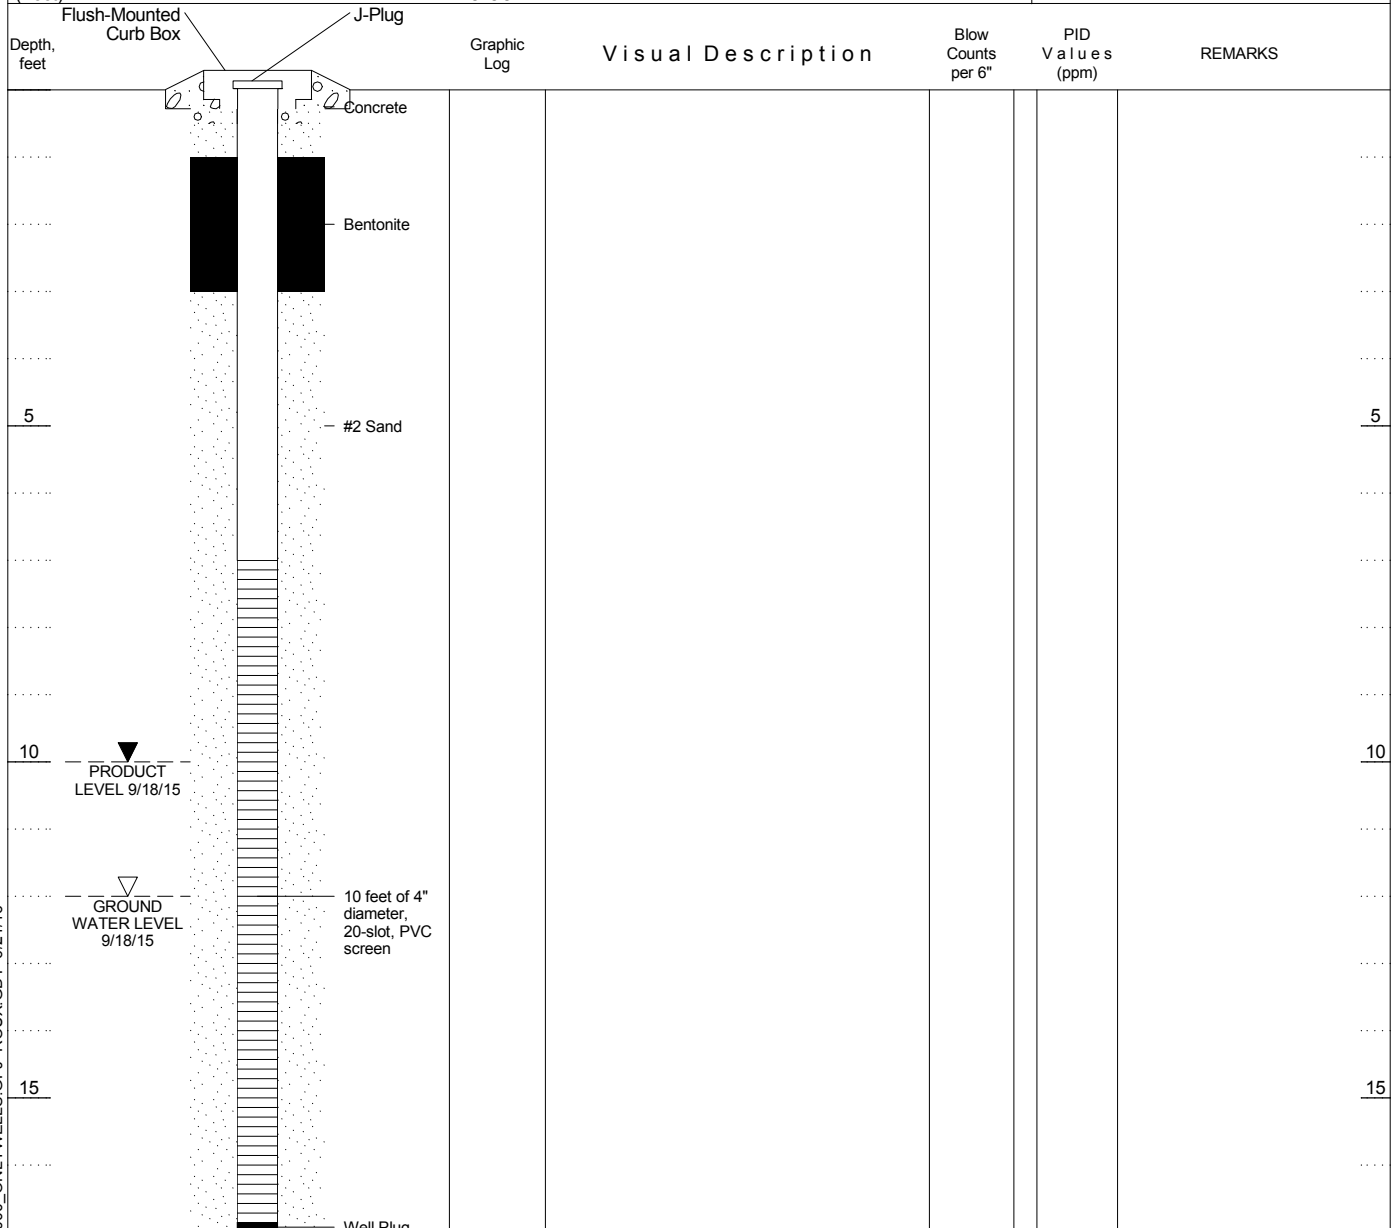 Flush-Mounted
Curb Box
J-Plug
Depth,
feet
Graphic
Log
Visual Description
Blow
Counts
per 6"
PID
Values
(ppm)
REMARKS
Concrete
Bentonite
5
#2 Sand
5
10
PRODUCT
LEVEL 9/18/15
10
GROUND
WATER LEVEL
9/18/15
10 feet of 4"
diameter,
20-slot, PVC
screen
15
15
Well Plug